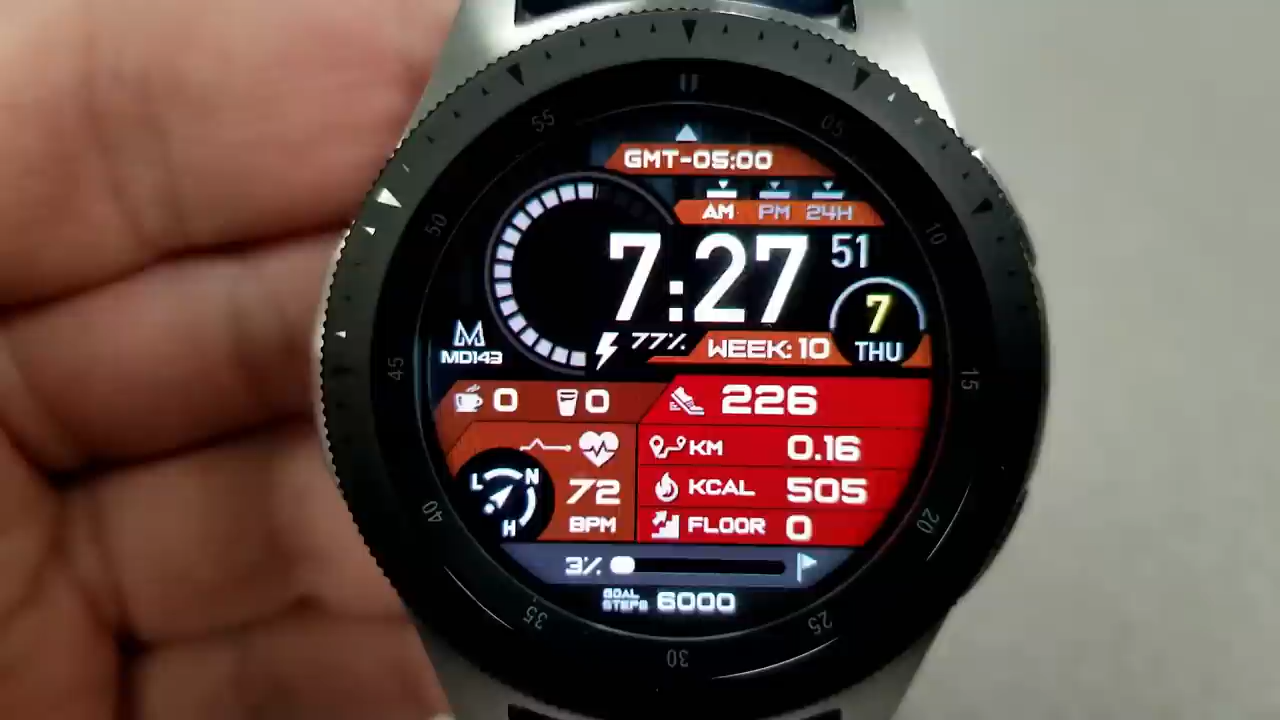 55
05
50
10
45
15
40
20
35
25
30
GMT-05:00
AM PM 24H
7:27 51
7
THU
77%
WEEK: 10
MD143
0 0
226
KM 0.16
KCAL 505
FLOOR 0
L N H
72
BPM
3%
GOAL STEPS 6000